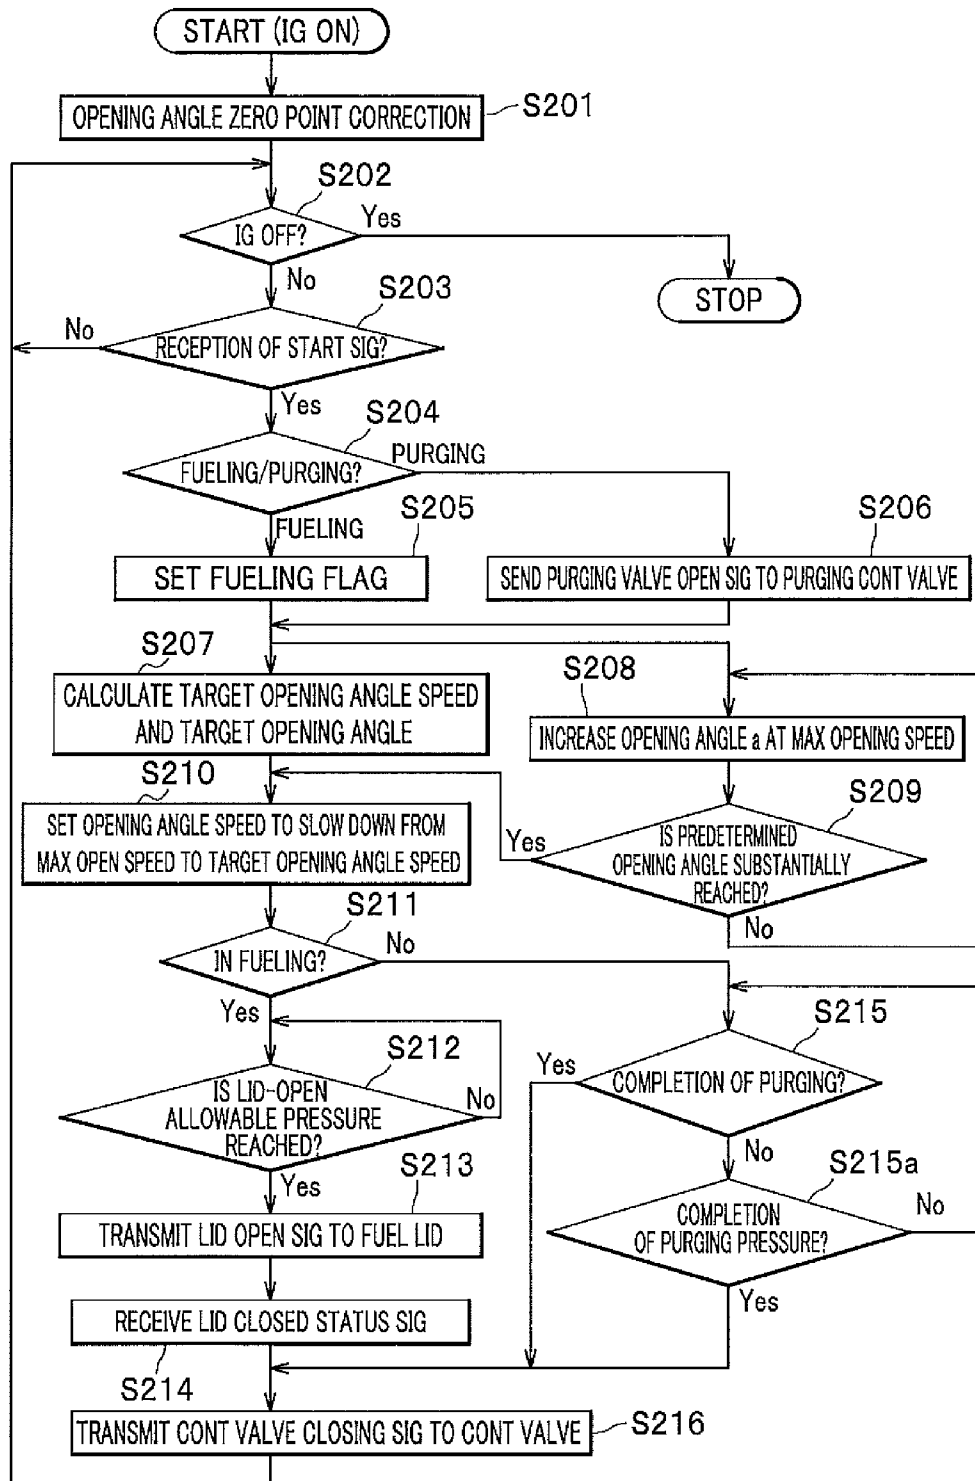 START (IG ON)
S201
OPENING ANGLE ZERO POINT CORRECTION
S202
IG OFF?
Yes
No
STOP
S203
RECEPTION OF START SIG?
No
Yes
S204
FUELING/PURGING?
PURGING
FUELING
S205
SET FUELING FLAG
S206
SEND PURGING VALVE OPEN SIG TO PURGING CONT VALVE
S207
CALCULATE TARGET OPENING ANGLE SPEED
AND TARGET OPENING ANGLE
S208
INCREASE OPENING ANGLE a AT MAX OPENING SPEED
S209
IS PREDETERMINED
OPENING ANGLE SUBSTANTIALLY
REACHED?
Yes
No
S210
SET OPENING ANGLE SPEED TO SLOW DOWN FROM
MAX OPEN SPEED TO TARGET OPENING ANGLE SPEED
S211
IN FUELING?
No
Yes
S212
IS LID-OPEN
ALLOWABLE PRESSURE
REACHED?
No
Yes
S213
TRANSMIT LID OPEN SIG TO FUEL LID
RECEIVE LID CLOSED STATUS SIG
S214
S215
COMPLETION OF PURGING?
Yes
No
S215a
COMPLETION
OF PURGING PRESSURE?
No
Yes
TRANSMIT CONT VALVE CLOSING SIG TO CONT VALVE
S216